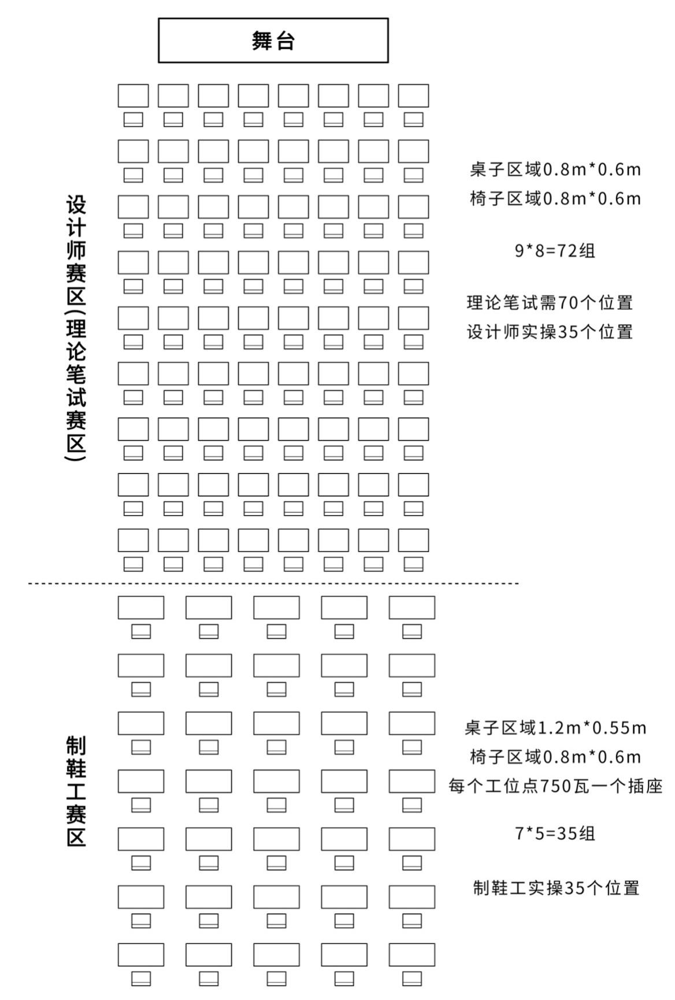 舞台
设计师赛区(理论笔试赛区)
桌子区域0.8m*0.6m
椅子区域0.8m*0.6m
9*8=72组
理论笔试需70个位置
设计师实操35个位置
制鞋工赛区
桌子区域1.2m*0.55m
椅子区域0.8m*0.6m
每个工位点750瓦一个插座
7*5=35组
制鞋工实操35个位置